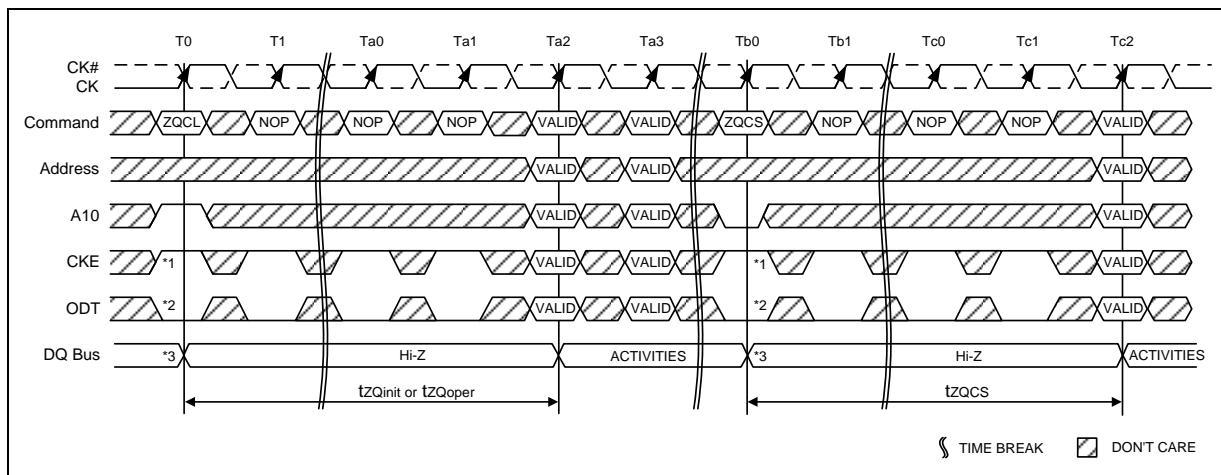 T0 T1 Ta0 Ta1 Ta2 Ta3 Tb0 Tb1 Tc0 Tc1 Tc2
CK#
CK
Command ZQCL NOP NOP NOP VALID VALID ZQCS NOP NOP NOP VALID
Address VALID VALID VALID
A10 VALID VALID VALID
CKE *1 VALID VALID *1 VALID
ODT *2 VALID VALID *2 VALID
DQ Bus *3 Hi-Z ACTIVITIES *3 Hi-Z ACTIVITIES
tZQinit or tZQoper tZQCS
TIME BREAK DON'T CARE